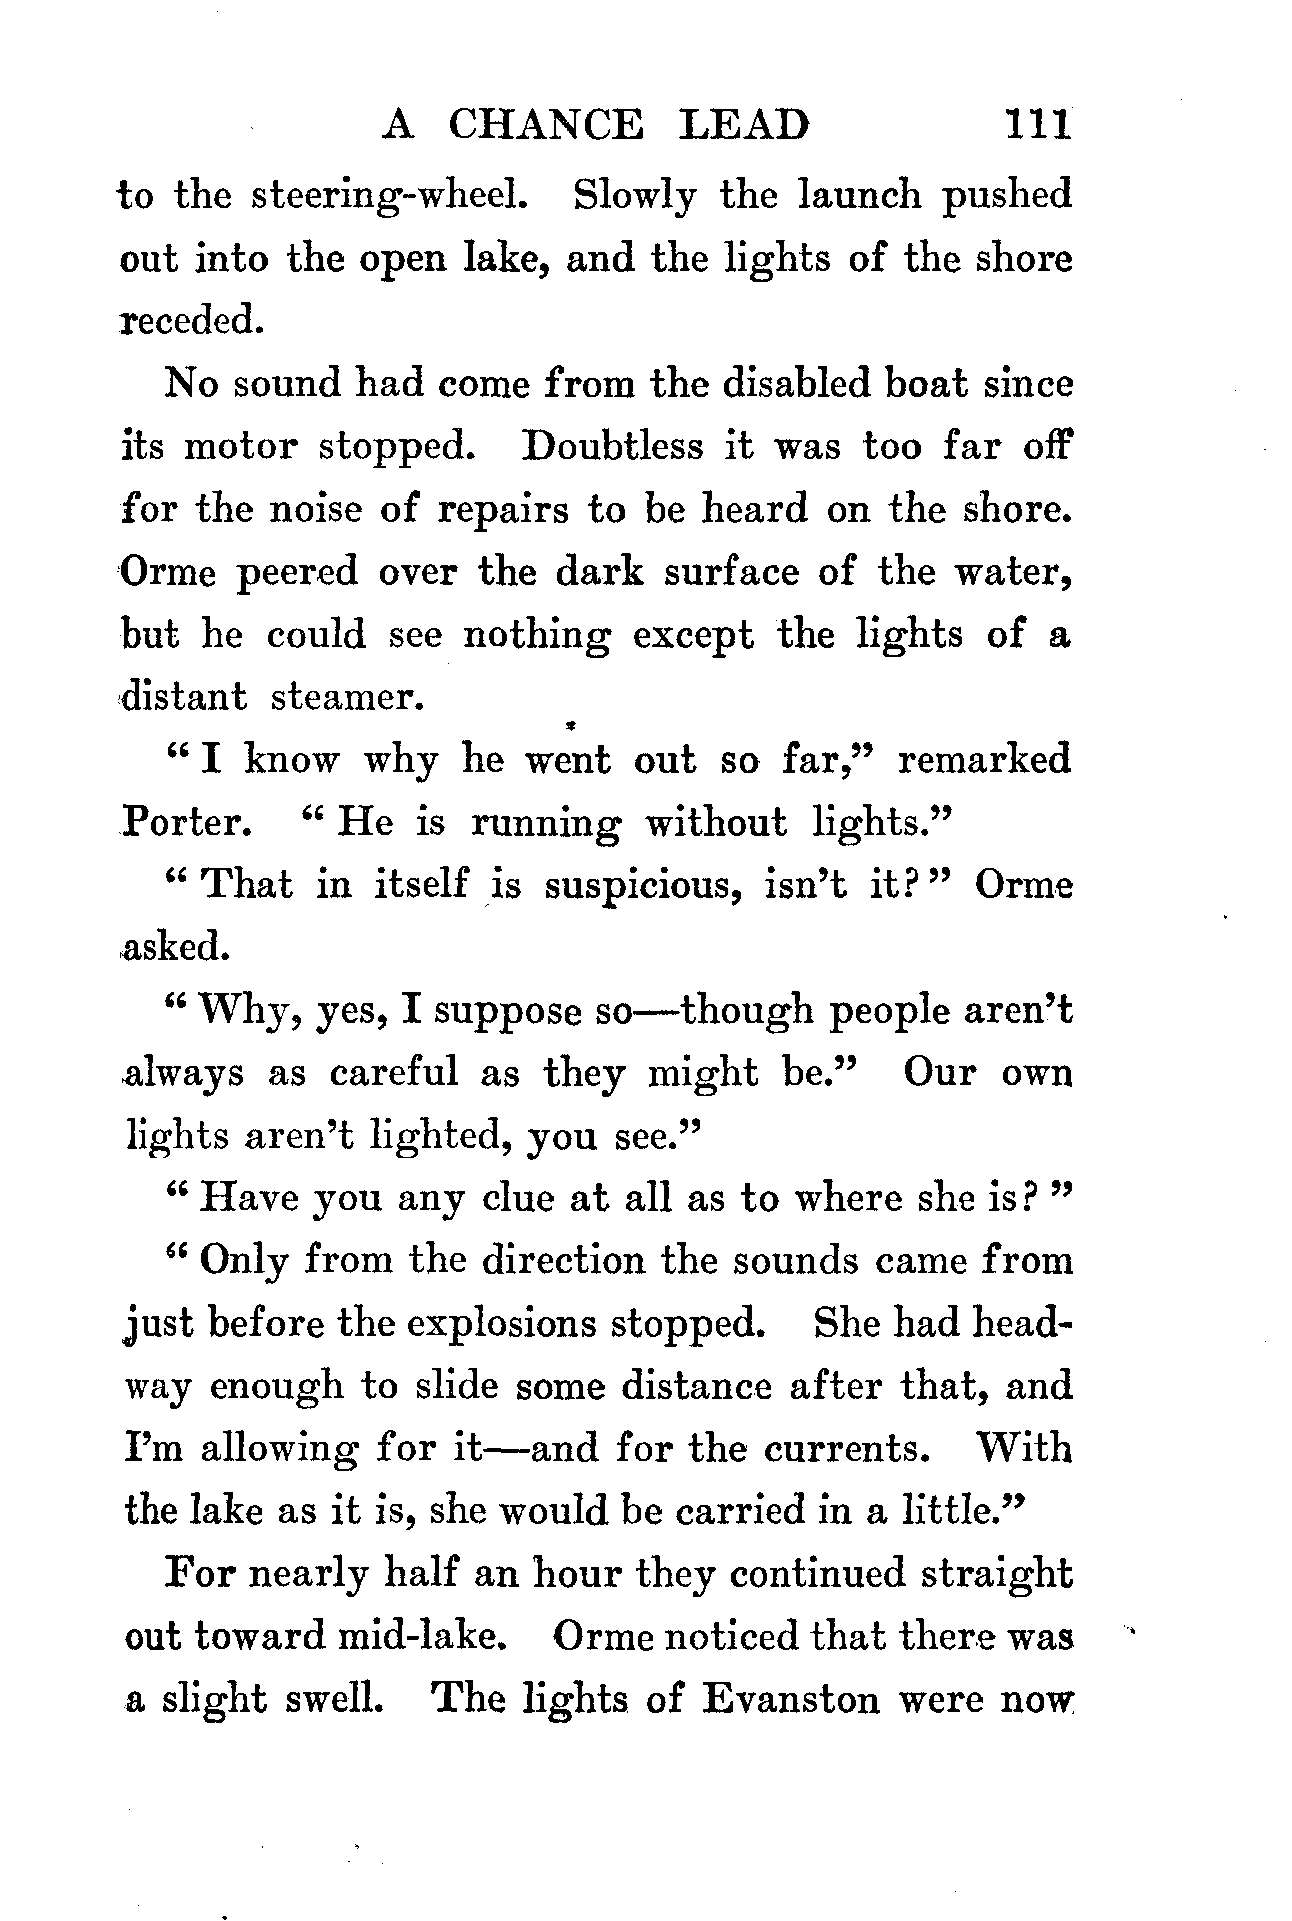 A CHANCE LEAD 111
to the steering-wheel. Slowly the launch pushed
out into the open lake, and the lights of the shore
receded.
No sound had come from the disabled boat since
its motor stopped. Doubtless it was too far off
for the noise of repairs to be heard on the shore.
Orme peered over the dark surface of the water,
but he could see nothing except the lights of a
distant steamer.
“ I know why he went out so far,” remarked
Porter. “ He is running without lights.”
“ That in itself is suspicious, isn’t it? ” Orme
asked.
“ Why, yes, I suppose so—though people aren’t
always as careful as they might be.” Our own
lights aren’t lighted, you see.”
“ Have you any clue at all as to where she is? ”
“ Only from the direction the sounds came from
just before the explosions stopped. She had head-
way enough to slide some distance after that, and
I’m allowing for it—and for the currents. With
the lake as it is, she would be carried in a little.”
For nearly half an hour they continued straight
out toward mid-lake. Orme noticed that there was
a slight swell. The lights of Evanston were now